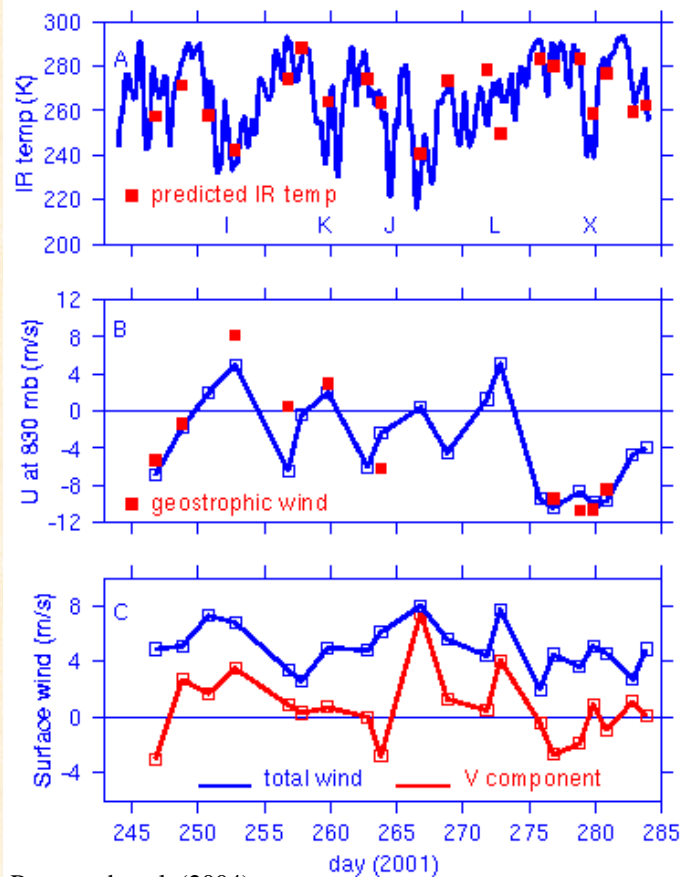 300
280
260
240
220
200
IR temp (K)
A
predicted IR temp
I K J L X
12
8
4
0
-4
-8
-12
U at 830 mb (m/s)
B
geostrophic wind
8
4
0
-4
Surface wind (m/s)
C
total wind V component
245 250 255 260 265 270 275 280 285
day (2001)
(2004)